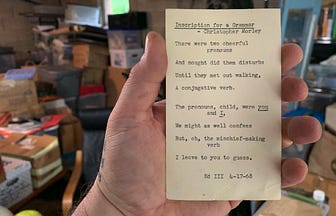 Inscription for a Grammar
- Christopher Morley
There were two cheerful
pronouns
And nought did them disturb:
Until they met out walking,
A conjugative verb.
The pronouns, child, were you
and I,
We might as well confess
But, oh, the mischief-making
verb
I leave to you to guess.
Ed III 4-17-68